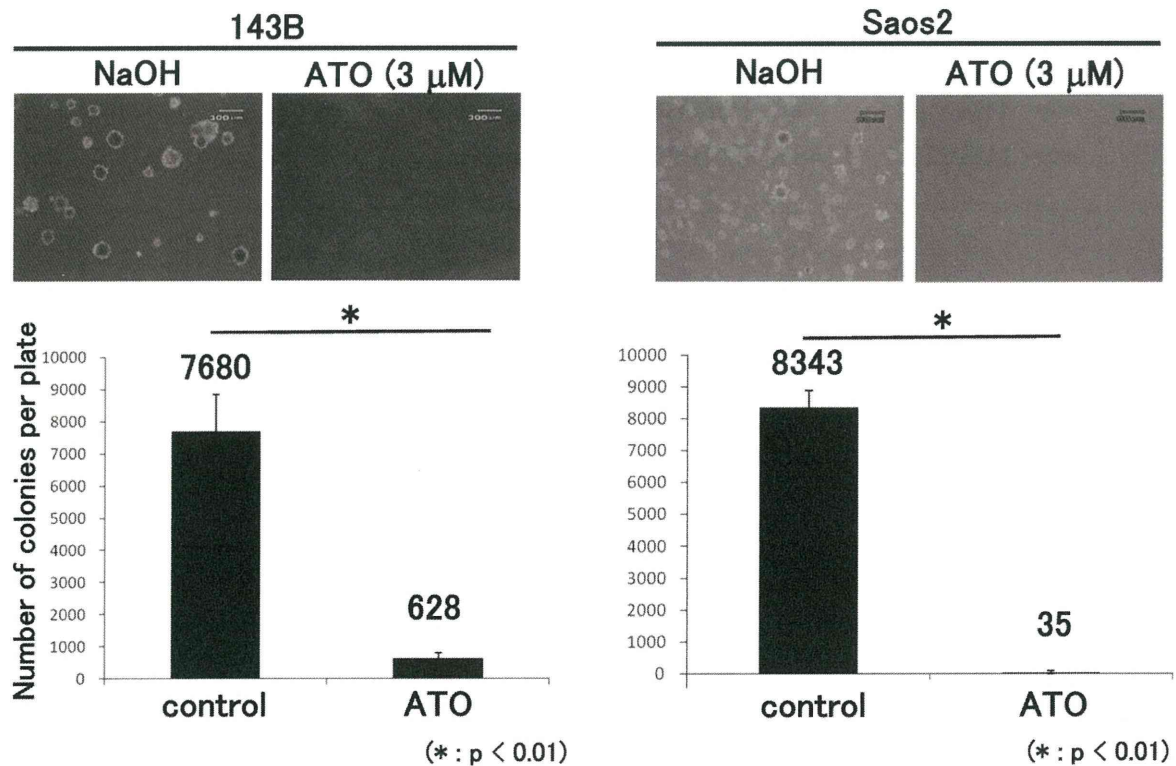 143B
NaOH
ATO (3 μM)
300 μm
300 μm
Number of colonies per plate
*
10000
9000
8000
7000
6000
5000
4000
3000
2000
1000
0
7680
628
control
ATO
(* : p < 0.01)
Saos2
NaOH
ATO (3 μM)
*
10000
9000
8000
7000
6000
5000
4000
3000
2000
1000
0
8343
35
control
ATO
(* : p < 0.01)